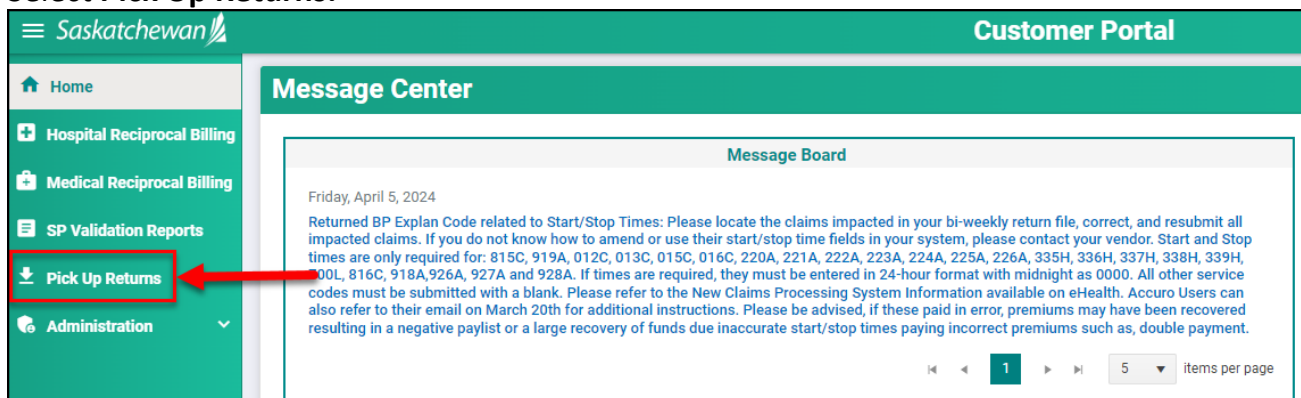 Select Pick Up Returns.
Saskatchewan
Customer Portal
Home
Hospital Reciprocal Billing
Medical Reciprocal Billing
SP Validation Reports
Pick Up Returns
Administration
Message Center
Message Board
Friday, April 5, 2024
Returned BP Explan Code related to Start/Stop Times: Please locate the claims impacted in your bi-weekly return file, correct, and resubmit all
impacted claims. If you do not know how to amend or use their start/stop time fields in your system, please contact your vendor. Start and Stop
times are only required for: 815C, 919A, 012C, 013C, 015C, 016C, 220A, 221A, 222A, 223A, 224A, 225A, 226A, 335H, 336H, 337H, 338H, 339H,
816C, 918A,926A, 927A and 928A. If times are required, they must be entered in 24-hour format with midnight as 0000. All other service
codes must be submitted with a blank. Please refer to the New Claims Processing System Information available on eHealth. Accuro Users can
also refer to their email on March 20th for additional instructions. Please be advised, if these paid in error, premiums may have been recovered
resulting in a negative paylist or a large recovery of funds due inaccurate start/stop times paying incorrect premiums such as, double payment.
1
5
items per page